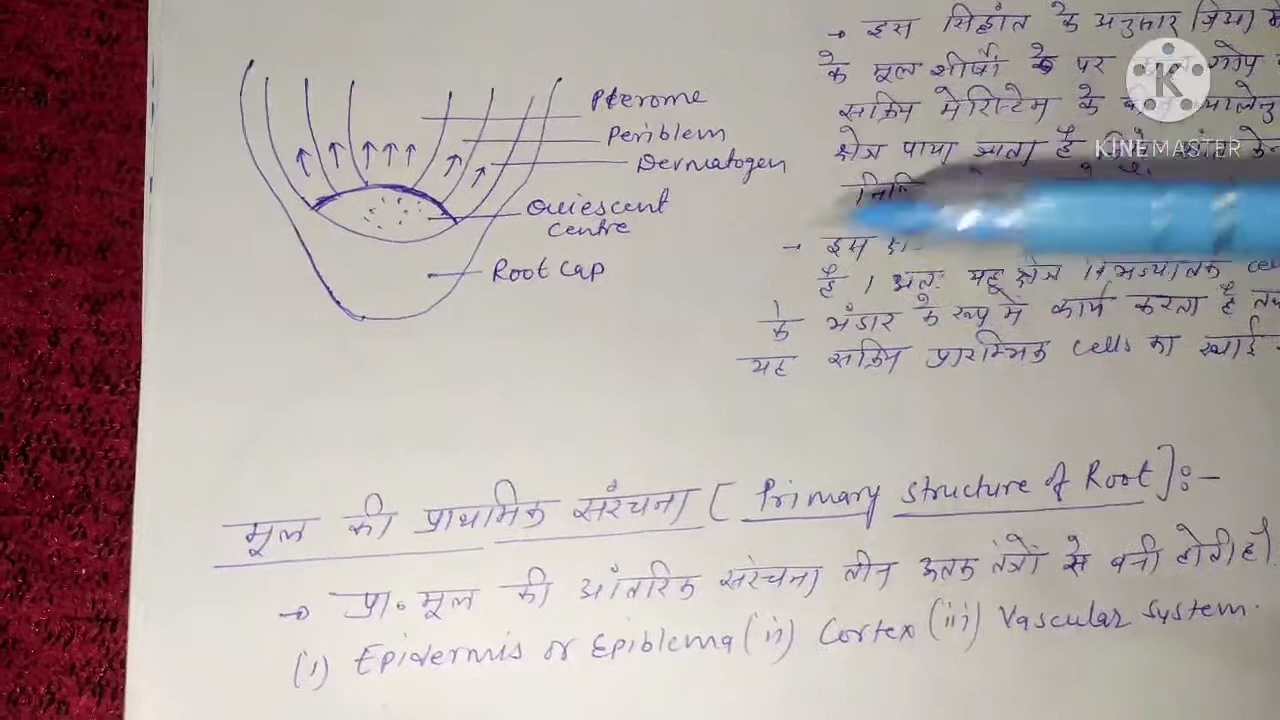 Pterome
Periblem
Dermatogen
Quiescent
centre
Root cap
→ इस सिद्धांत के अनुसार
के मूल शीर्षों के पर मूल गोप
सक्रिय मेरिस्टेम के बीच
क्षेत्र पाया जाता है
→ इस
है । अतः यह क्षेत्र cel
के भंडार के रूप में कार्य करता है
यह सक्रिय प्रारम्भिक cells का स्थाई
KINEMASTER
मूल की प्राथमिक संरचना [ Primary structure of Root ] :-
→ प्रा० मूल की आंतरिक संरचना तीन ऊतक तंत्रों से बनी होती है।
(i) Epidermis or Epiblema (ii) Cortex (iii) Vascular system.